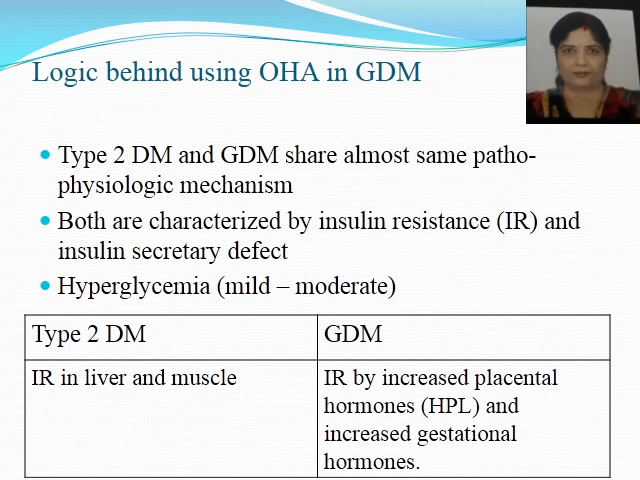 Logic behind using OHA in GDM
Type 2 DM and GDM share almost same patho-
physiologic mechanism
Both are characterized by insulin resistance (IR) and
insulin secretary defect
Hyperglycemia (mild – moderate)
Type 2 DM
GDM
IR in liver and muscle
IR by increased placental
hormones (HPL) and
increased gestational
hormones.